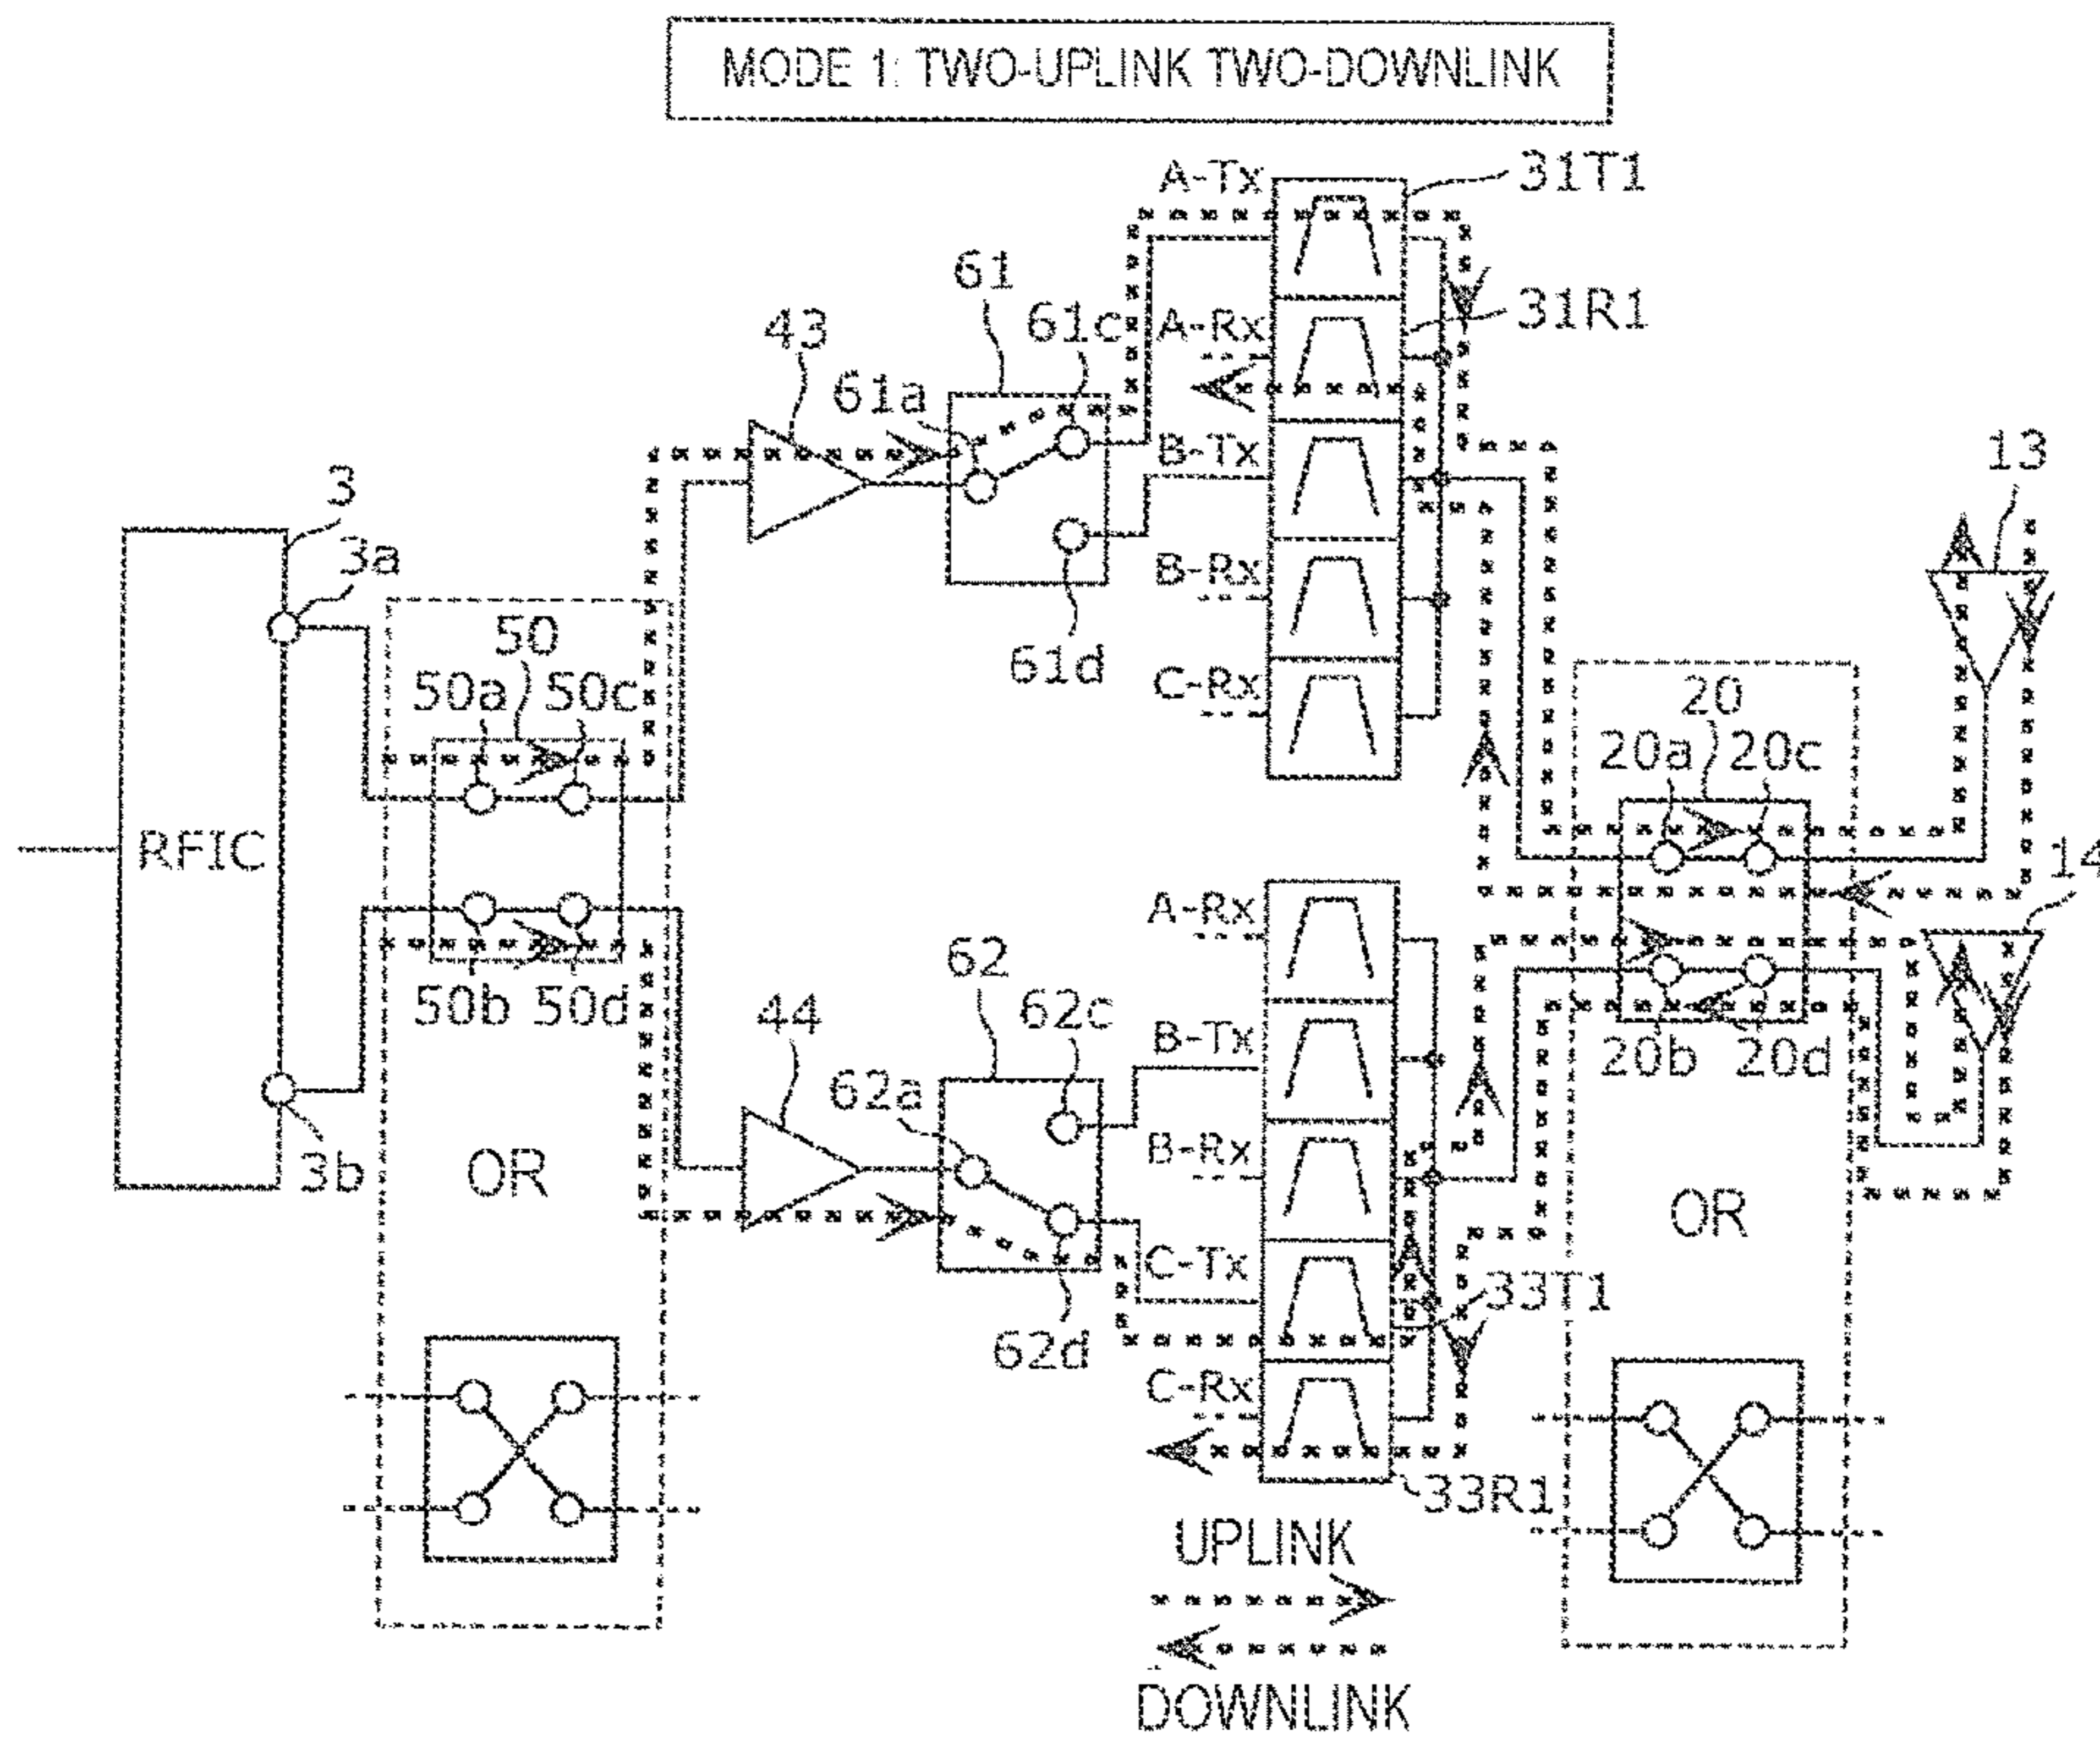 MODE 1: TWO-UPLINK TWO-DOWNLINK
A-Tx
31T1
61
61c
A-Rx
31R1
43
61a
B-Tx
13
3
3a
B-Rx
50
61d
50a
50c
C-Rx
20
20a
20c
RFIC
14
A-Rx
62
50b
50d
62c
44
B-Tx
20b
20d
62a
3b
OR
B-Rx
OR
C-Tx
33T1
62d
C-Rx
33R1
UPLINK
DOWNLINK